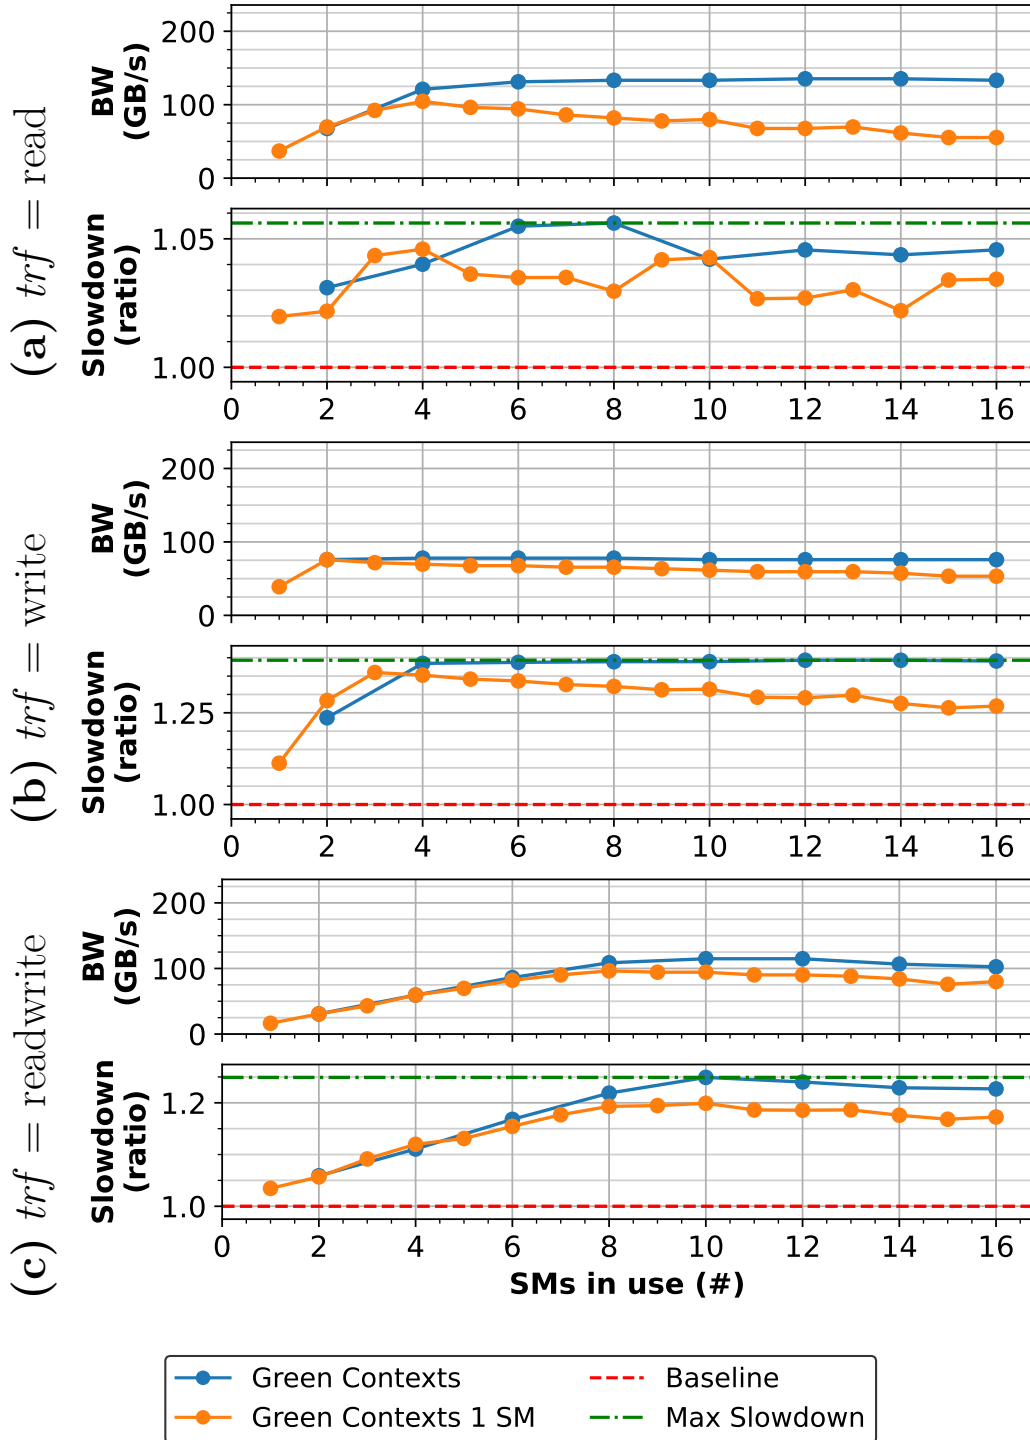 (a) trf = read
BW
(GB/s)
200
100
0
Slowdown
(ratio)
1.05
1.00
0 2 4 6 8 10 12 14 16
(b) trf = write
BW
(GB/s)
200
100
0
Slowdown
(ratio)
1.25
1.00
0 2 4 6 8 10 12 14 16
(c) trf = readwrite
BW
(GB/s)
200
100
0
Slowdown
(ratio)
1.2
1.0
0 2 4 6 8 10 12 14 16
SMs in use (#)
Green Contexts
Green Contexts 1 SM
Baseline
Max Slowdown